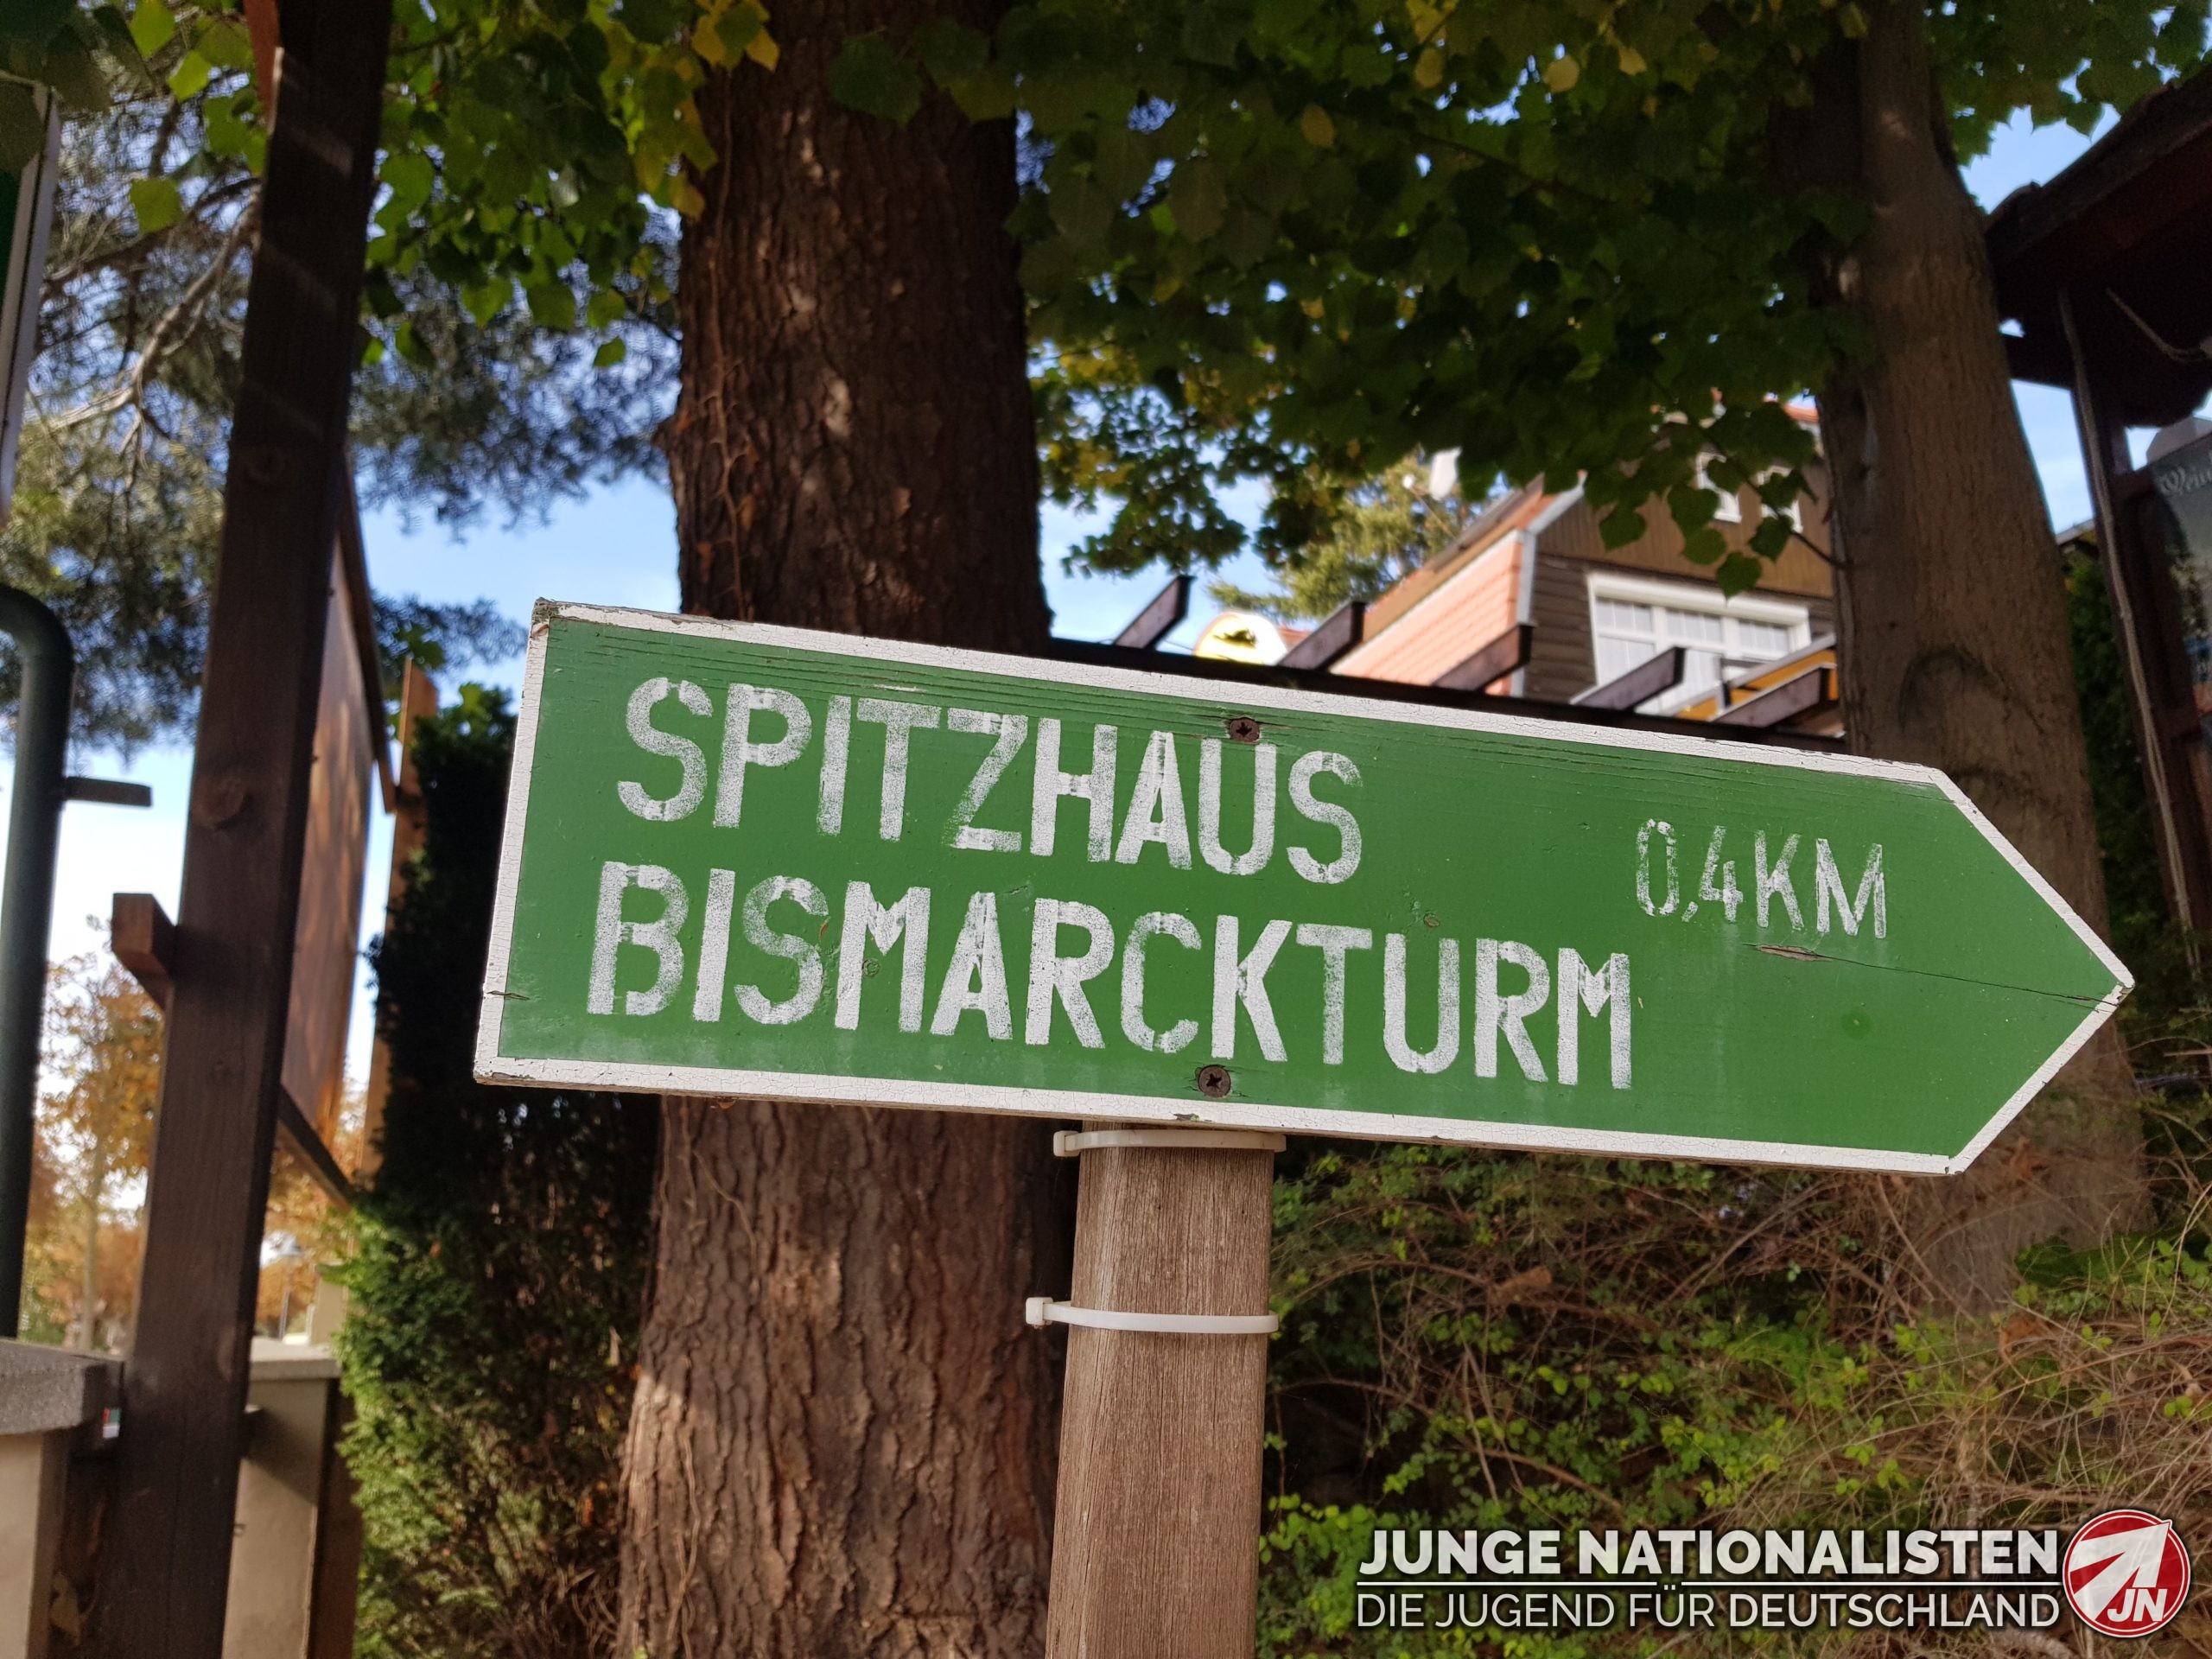 SPITZHAUS
0,4KM
BISMARCKTURM
JUNGE NATIONALISTEN
DIE JUGEND FÜR DEUTSCHLAND
JN